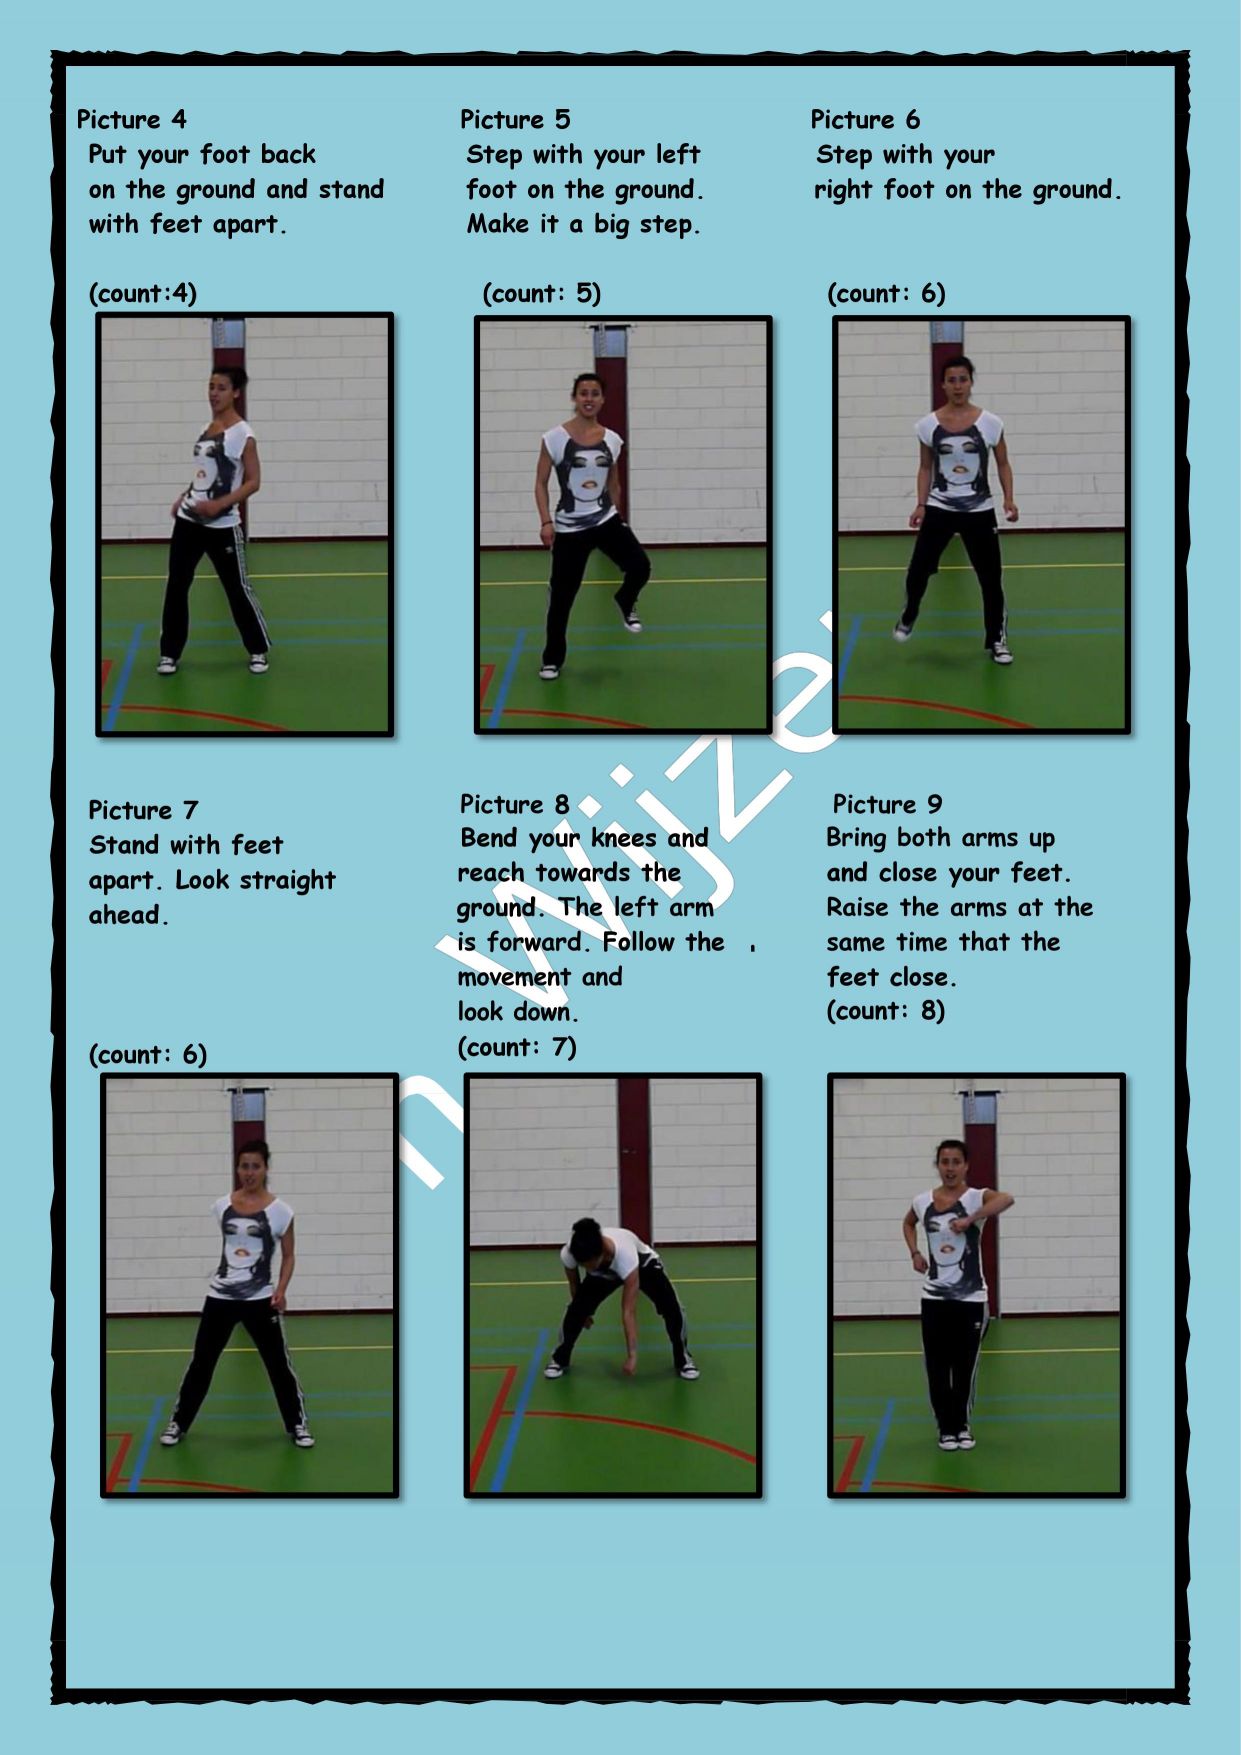 Picture 4
Put your foot back
on the ground and stand
with feet apart.
(count:4)
Picture 5
Step with your left
foot on the ground.
Make it a big step.
(count: 5)
Picture 6
Step with your
right foot on the ground.
(count: 6)
Picture 7
Stand with feet
apart. Look straight
ahead.
(count: 6)
Picture 8
Bend your knees and
reach towards the
ground. The left arm
is forward. Follow the
movement and
look down.
(count: 7)
Picture 9
Bring both arms up
and close your feet.
Raise the arms at the
same time that the
feet close.
(count: 8)
n Wijze